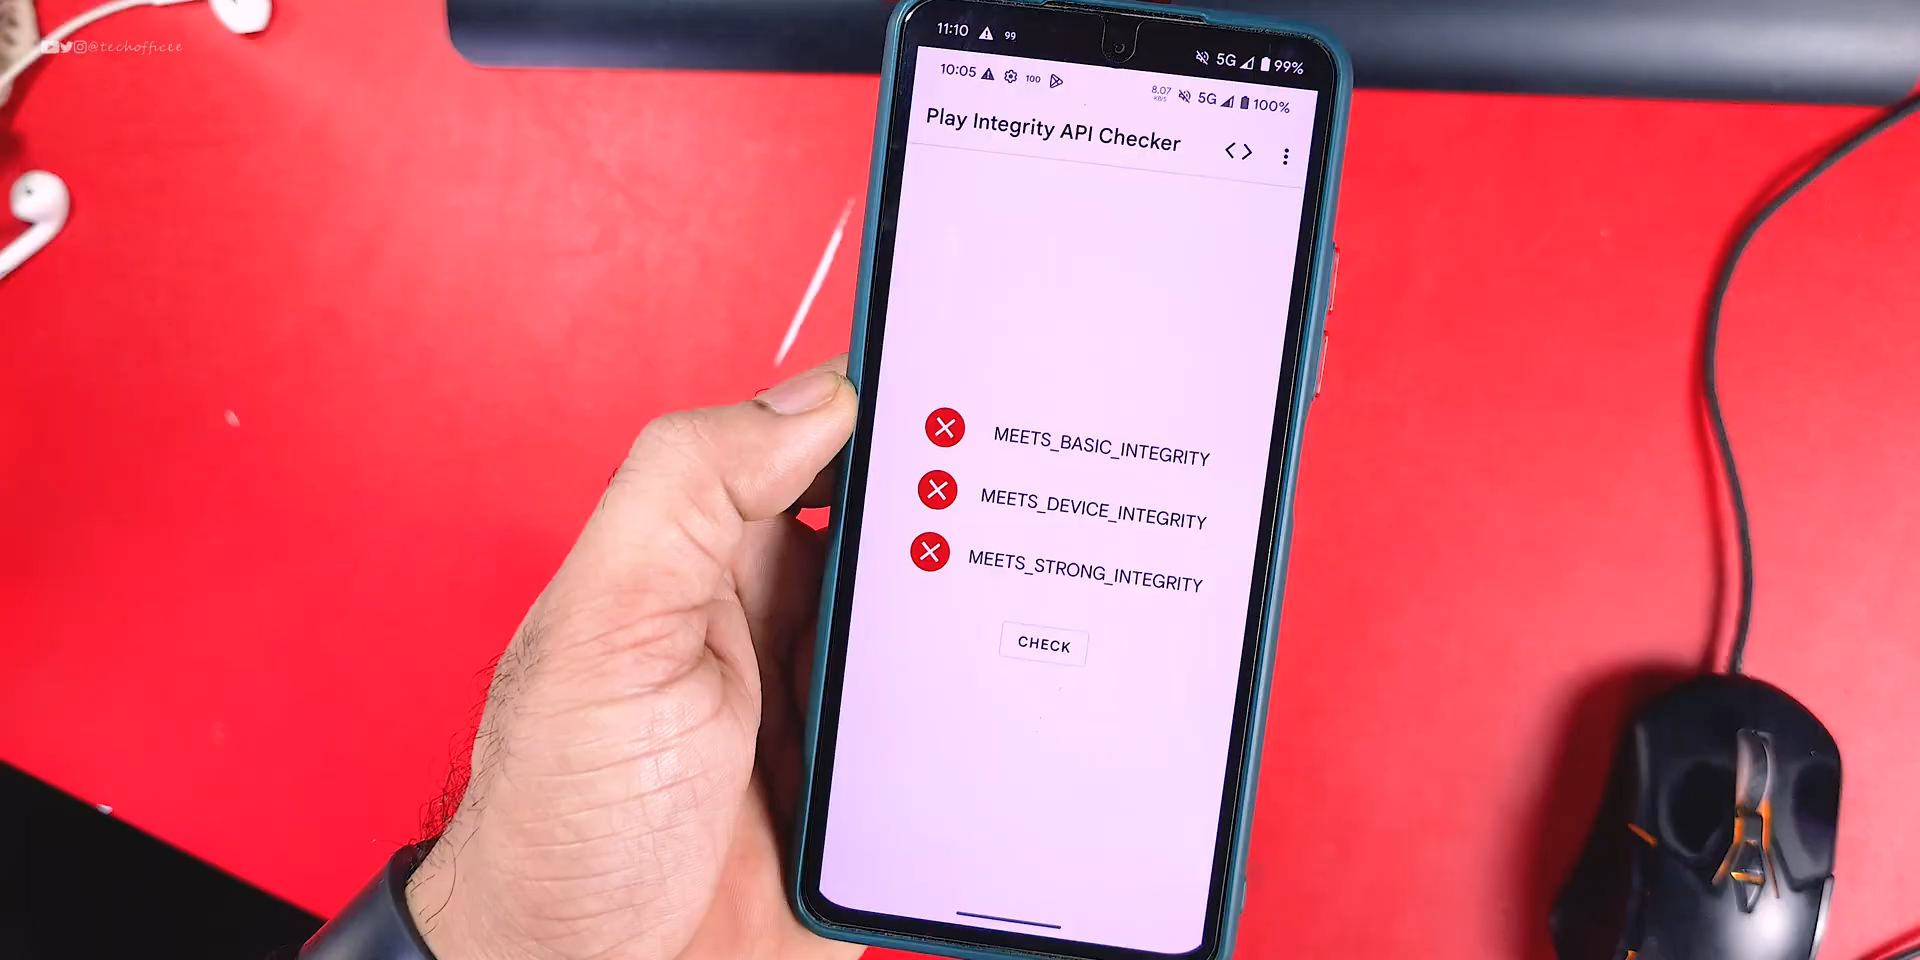 @techofficee
11:10 99 5G 99%
10:05 100 8.07 KB/S 5G 100%
Play Integrity API Checker
MEETS_BASIC_INTEGRITY
MEETS_DEVICE_INTEGRITY
MEETS_STRONG_INTEGRITY
CHECK